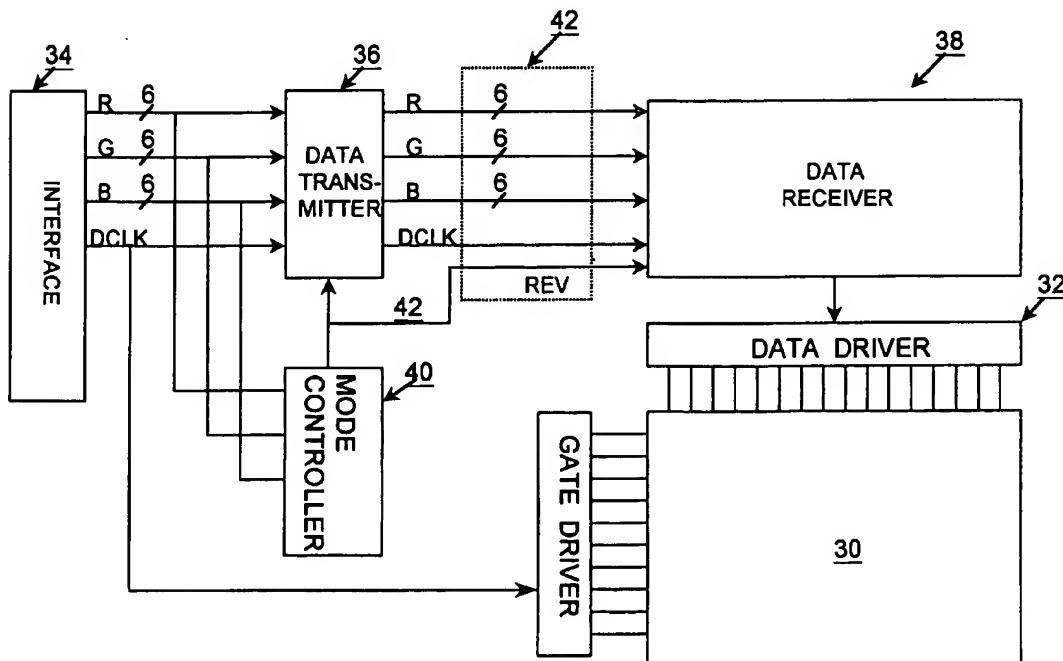 34
36
42
38
R 6
G 6
B 6
DCLK
INTERFACE
DATA
TRANS-
MITTER
R 6
G 6
B 6
DCLK
REV
DATA
RECEIVER
42
32
DATA DRIVER
40
MODE
CONTROLLER
GATE DRIVER
30